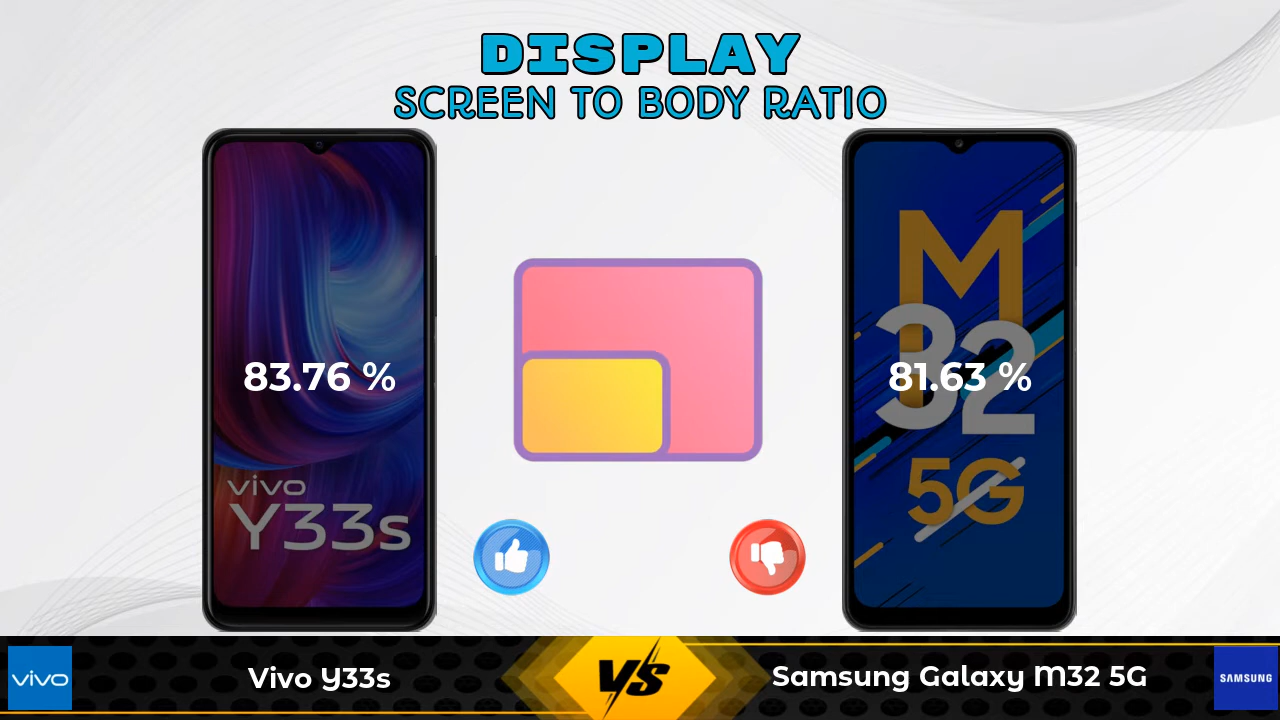 DISPLAY
SCREEN TO BODY RATIO
83.76 %
vivo
Y33s
M
32
5G
81.63 %
vivo
Vivo Y33s
VS
Samsung Galaxy M32 5G
SAMSUNG